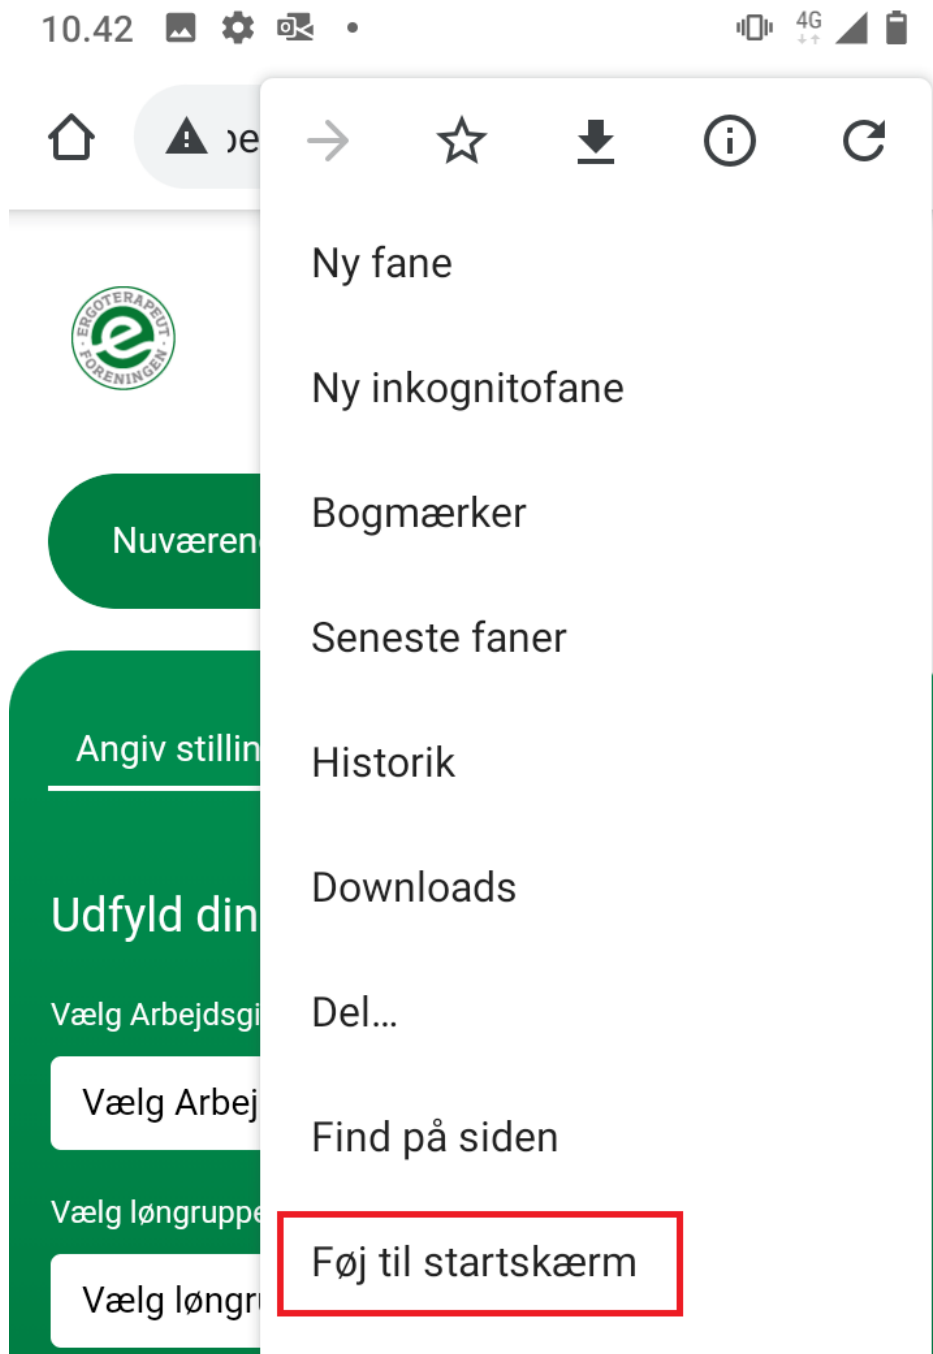 10.42
4G
Ny fane
ERGOTERAPEUT
FORENINGEN
Ny inkognitofane
Bogmærker
Nuværen
Seneste faner
Angiv stillin
Historik
Downloads
Udfyld din
Vælg Arbejdsgi
Del...
Vælg Arbej
Find på siden
Vælg løngruppe
Føj til startskærm
Vælg løngr